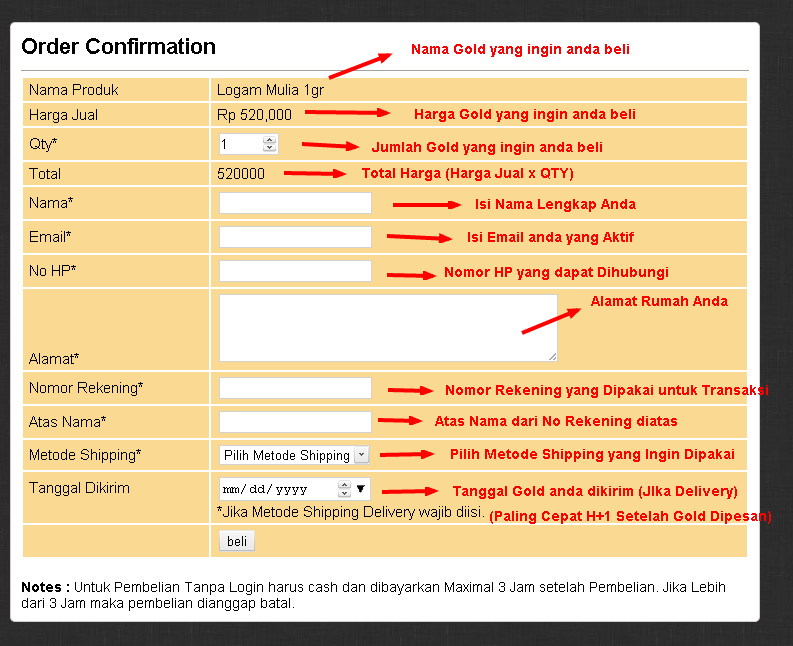 Order Confirmation
Nama Gold yang ingin anda beli
Nama Produk Logam Mulia 1gr
Harga Jual Rp 520,000 Harga Gold yang ingin anda beli
Qty* 1 Jumlah Gold yang ingin anda beli
Total 520000 Total Harga (Harga Jual x QTY)
Nama* Isi Nama Lengkap Anda
Email* Isi Email anda yang Aktif
No HP* Nomor HP yang dapat Dihubungi
Alamat Rumah Anda
Alamat*
Nomor Rekening* Nomor Rekening yang Dipakai untuk Transaksi
Atas Nama* Atas Nama dari No Rekening diatas
Metode Shipping* Pilih Metode Shipping Pilih Metode Shipping yang Ingin Dipakai
Tanggal Dikirim mm/dd/yyyy Tanggal Gold anda dikirim (JIka Delivery)
*Jika Metode Shipping Delivery wajib diisi. (Paling Cepat H+1 Setelah Gold Dipesan)
beli
Notes : Untuk Pembelian Tanpa Login harus cash dan dibayarkan Maximal 3 Jam setelah Pembelian. Jika Lebih
dari 3 Jam maka pembelian dianggap batal.